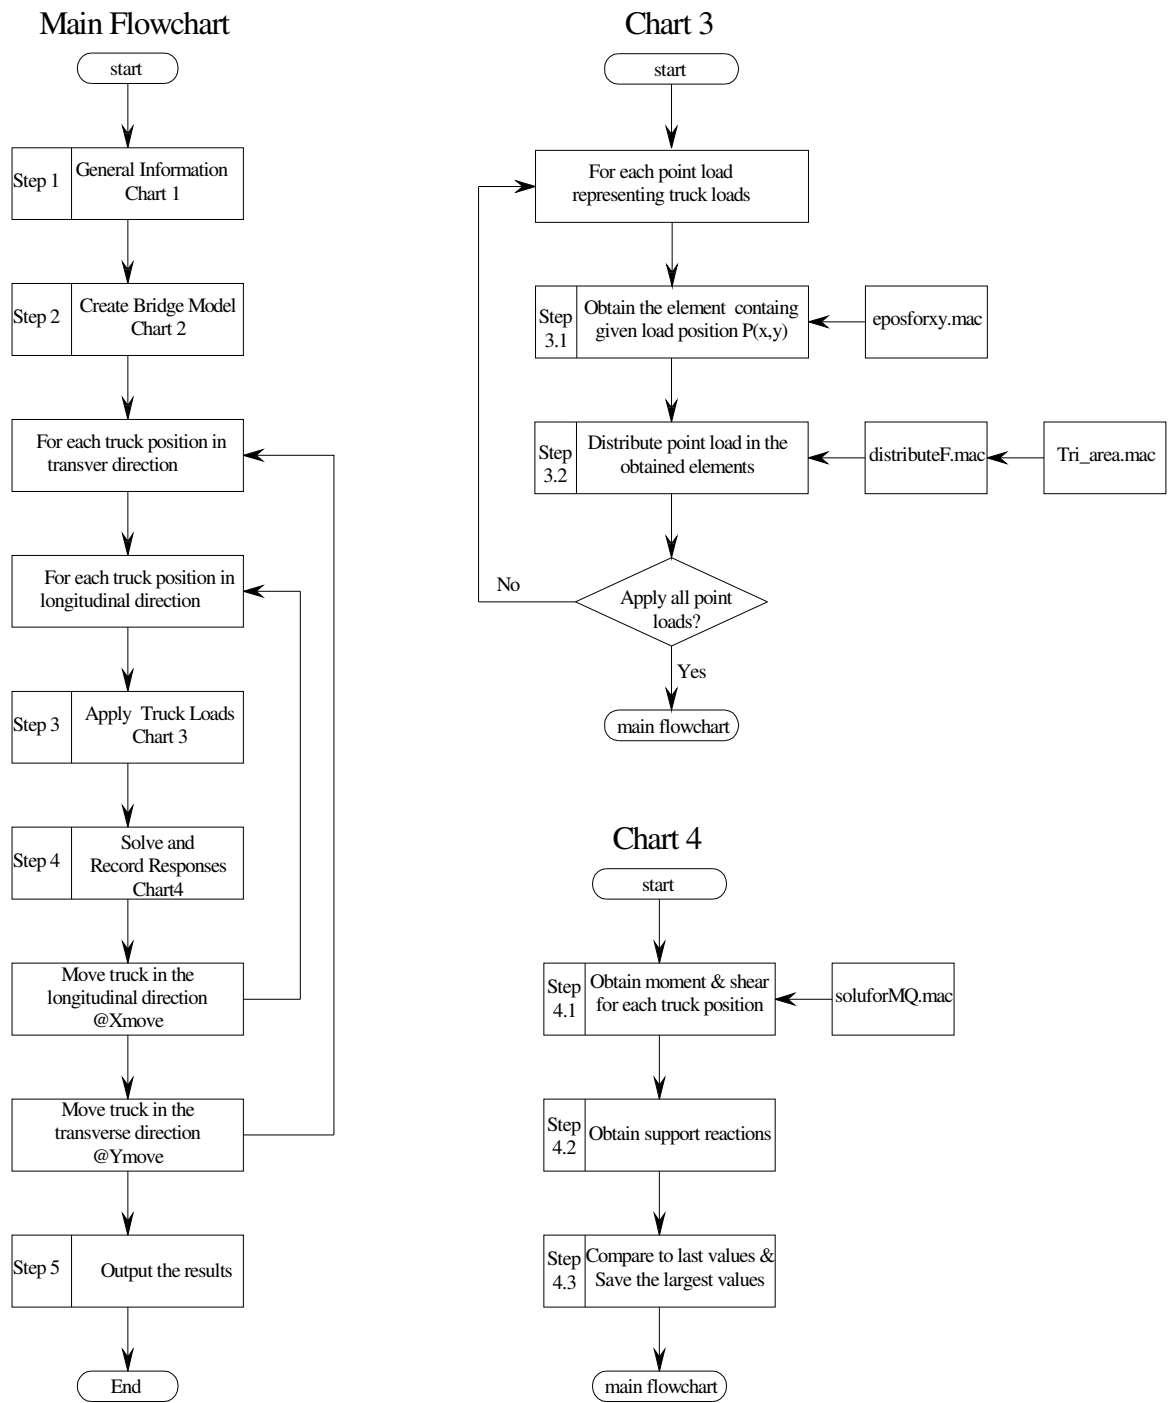 Main Flowchart
start
Step 1
General Information
Chart 1
Step 2
Create Bridge Model
Chart 2
For each truck position in
transver direction
For each truck position in
longitudinal direction
Step 3
Apply Truck Loads
Chart 3
Step 4
Solve and
Record Responses
Chart4
Move truck in the
longitudinal direction
@Xmove
Move truck in the
transverse direction
@Ymove
Step 5
Output the results
End
Chart 3
start
For each point load
representing truck loads
Step
3.1
Obtain the element containg
given load position P(x,y)
eposforxy.mac
Step
3.2
Distribute point load in the
obtained elements
distributeF.mac
Tri_area.mac
No
Apply all point
loads?
Yes
main flowchart
Chart 4
start
Step
4.1
Obtain moment & shear
for each truck position
soluforMQ.mac
Step
4.2
Obtain support reactions
Step
4.3
Compare to last values &
Save the largest values
main flowchart